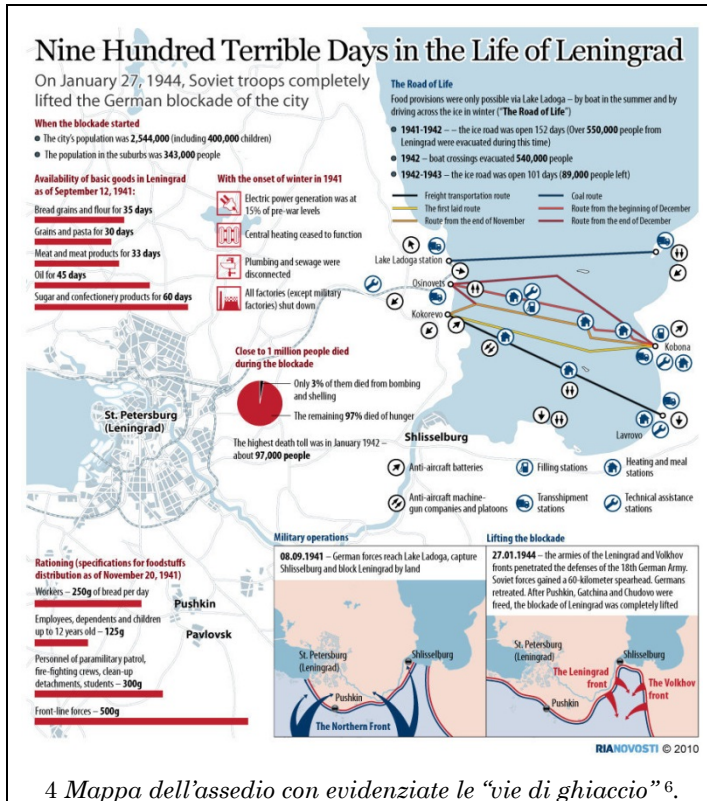 Nine Hundred Terrible Days in the Life of Leningrad
On January 27, 1944, Soviet troops completely
lifted the German blockade of the city
When the blockade started
• The city's population was 2,544,000 (including 400,000 children)
• The population in the suburbs was 343,000 people
Availability of basic goods in Leningrad
as of September 12, 1941:
Bread grains and flour for 35 days
Grains and pasta for 30 days
Meat and meat products for 33 days
Oil for 45 days
Sugar and confectionery products for 60 days
With the onset of winter in 1941
Electric power generation was at
15% of pre-war levels
Central heating ceased to function
Plumbing and sewage were
disconnected
All factories (except military
factories) shut down
The Road of Life
Food provisions were only possible via Lake Ladoga – by boat in the summer and by
driving across the ice in winter ("The Road of Life")
• 1941-1942 – – the ice road was open 152 days (Over 550,000 people from
Leningrad were evacuated during this time)
• 1942 – boat crossings evacuated 540,000 people
• 1942-1943 – the ice road was open 101 days (89,000 people left)
Freight transportation route
Coal route
The first laid route
Route from the beginning of December
Route from the end of November
Route from the end of December
Lake Ladoga station
Osinovets
Kokorevo
Kobona
Lavrovo
Shlisselburg
St. Petersburg
(Leningrad)
Close to 1 million people died
during the blockade
Only 3% of them died from bombing
and shelling
The remaining 97% died of hunger
The highest death toll was in January 1942 –
about 97,000 people
Anti-aircraft batteries
Filling stations
Heating and meal
stations
Anti-aircraft machine-
gun companies and platoons
Transshipment
stations
Technical assistance
stations
Rationing (specifications for foodstuffs
distribution as of November 20, 1941)
Workers – 250g of bread per day
Employees, dependents and children
up to 12 years old – 125g
Personnel of paramilitary patrol,
fire-fighting crews, clean-up
detachments, students – 300g
Front-line forces – 500g
Pushkin
Pavlovsk
Military operations
08.09.1941 – German forces reach Lake Ladoga, capture
Shlisselburg and block Leningrad by land
St. Petersburg
(Leningrad)
Shlisselburg
Pushkin
The Northern Front
Lifting the blockade
27.01.1944 – the armies of the Leningrad and Volkhov
fronts penetrated the defenses of the 18th German Army.
Soviet forces gained a 60-kilometer spearhead. Germans
retreated. After Pushkin, Gatchina and Chudovo were
freed, the blockade of Leningrad was completely lifted
St. Petersburg
(Leningrad)
Shlisselburg
The Leningrad
front
The Volkhov
front
Pushkin
RIANOVOSTI © 2010
4 Mappa dell'assedio con evidenziate le "vie di ghiaccio" 6.